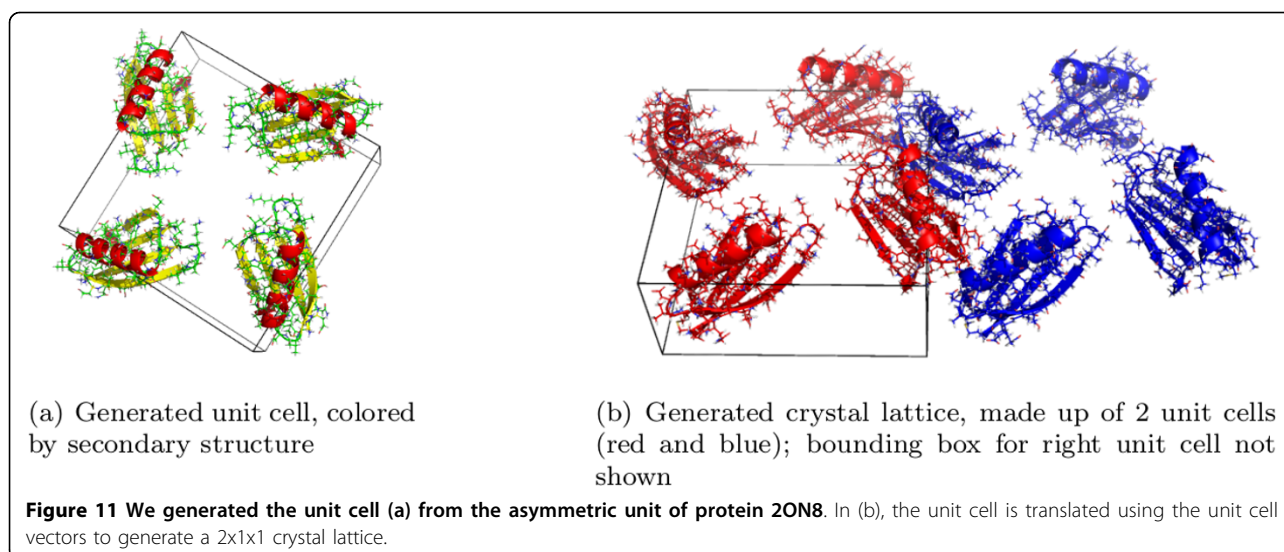 (a) Generated unit cell, colored
by secondary structure
(b) Generated crystal lattice, made up of 2 unit cells
(red and blue); bounding box for right unit cell not
shown
Figure 11 We generated the unit cell (a) from the asymmetric unit of protein 2ON8. In (b), the unit cell is translated using the unit cell
vectors to generate a 2x1x1 crystal lattice.